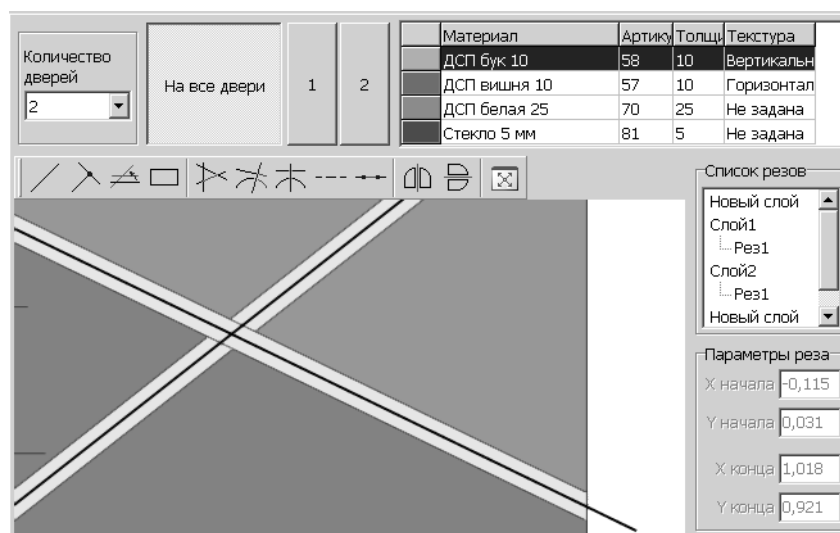 Количество
дверей
2
На все двери
1
2
Материал Артику Толщи Текстура
ДСП бук 10 58 10 Вертикальн
ДСП вишня 10 57 10 Горизонтал
ДСП белая 25 70 25 Не задана
Стекло 5 мм 81 5 Не задана
Список резов
Новый слой
Слой1
Рез1
Слой2
Рез1
Новый слой
Параметры реза
X начала -0,115
Y начала 0,031
X конца 1,018
Y конца 0,921